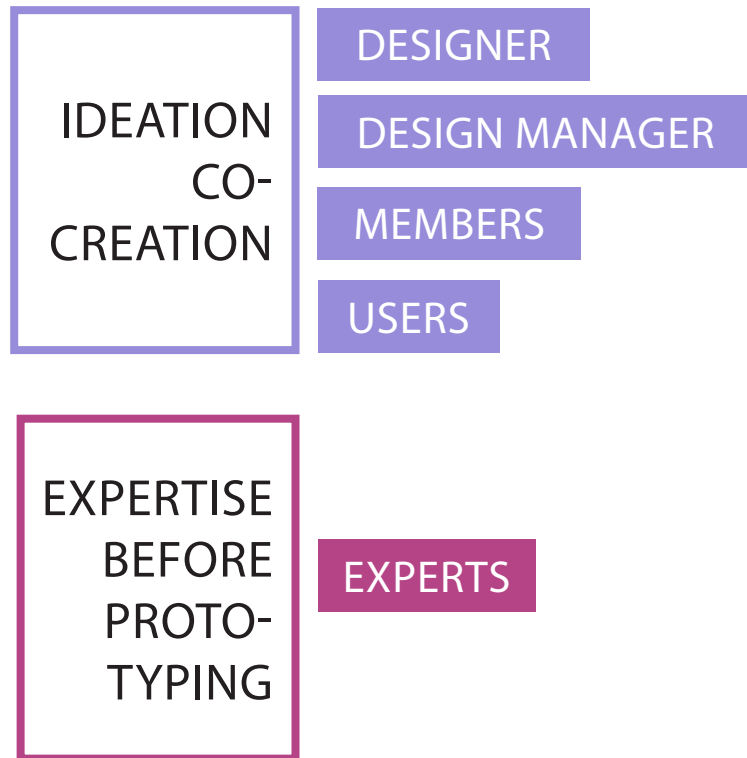 IDEATION
CO-
CREATION
DESIGNER
DESIGN MANAGER
MEMBERS
USERS
EXPERTISE
BEFORE
PROTO-
TYPING
EXPERTS